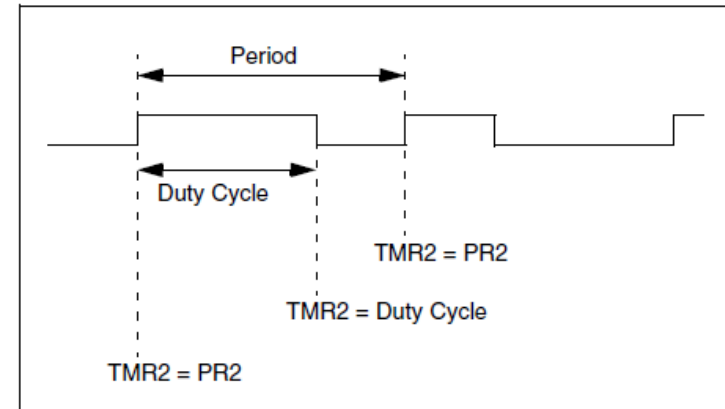 Period
Duty Cycle
TMR2 = PR2
TMR2 = Duty Cycle
TMR2 = PR2